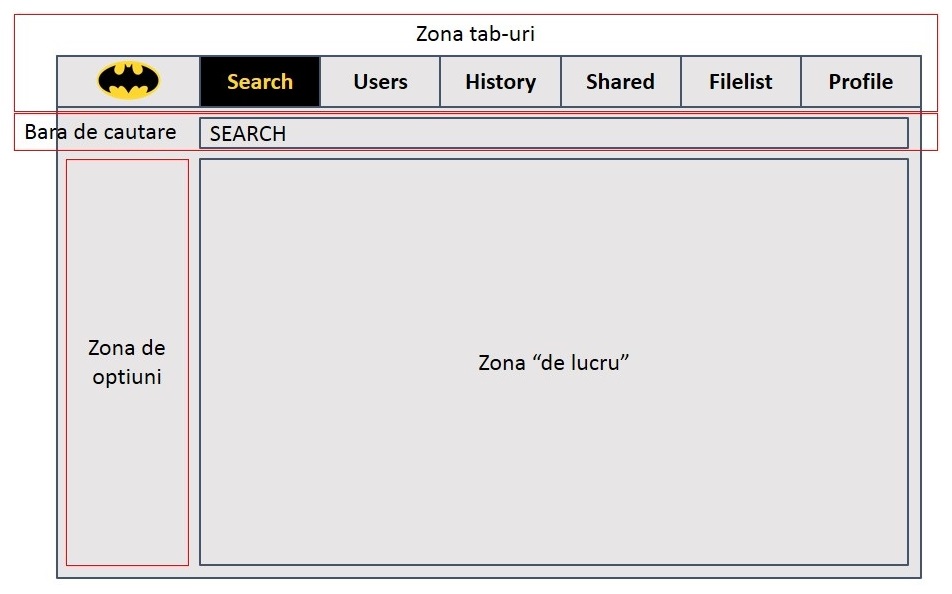 Zona tab-uri
Search Users History Shared Filelist Profile
Bara de cautare SEARCH
Zona de
optiuni
Zona “de lucru”